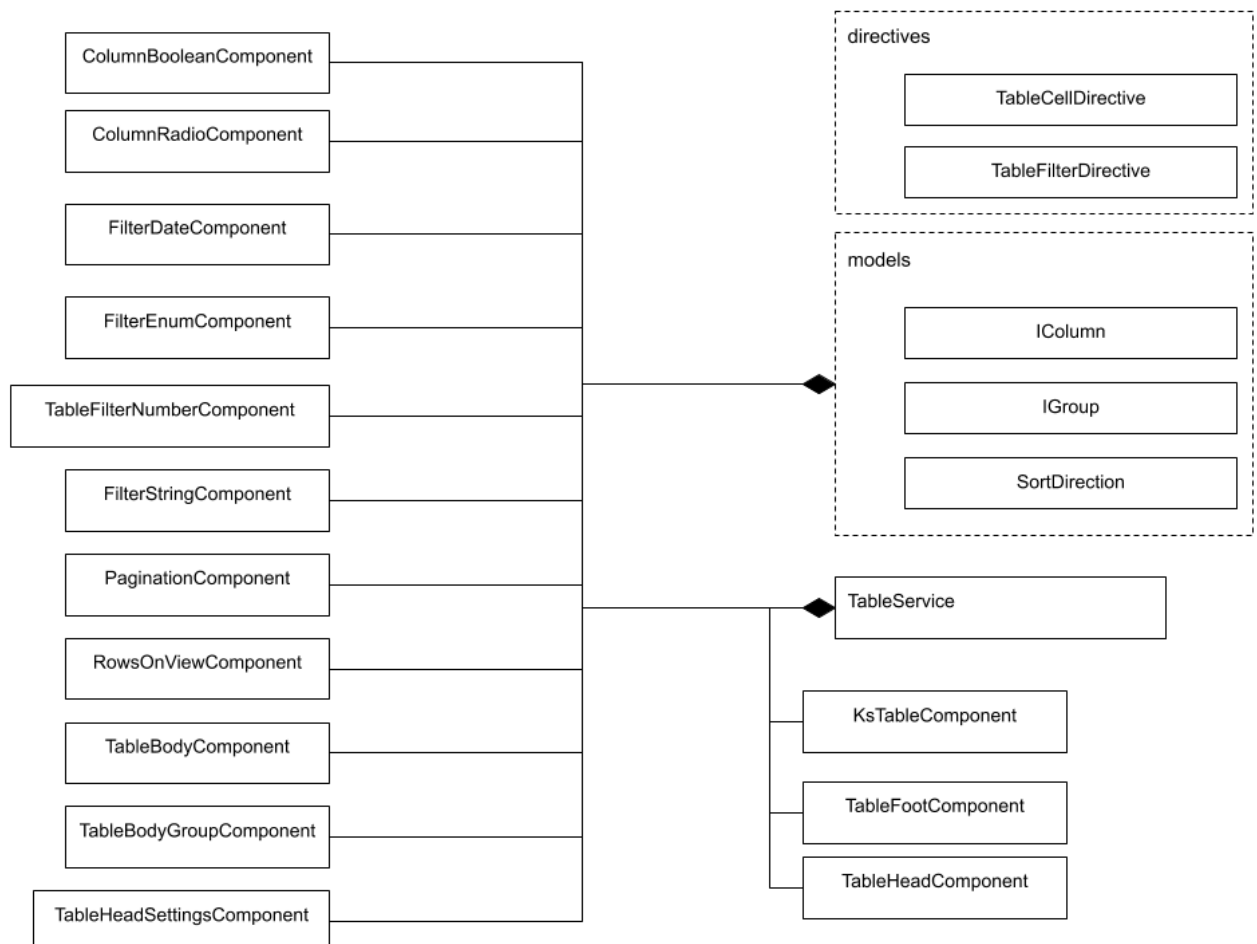 ColumnBooleanComponent
ColumnRadioComponent
FilterDateComponent
FilterEnumComponent
TableFilterNumberComponent
FilterStringComponent
PaginationComponent
RowsOnViewComponent
TableBodyComponent
TableBodyGroupComponent
TableHeadSettingsComponent
directives
TableCellDirective
TableFilterDirective
models
IColumn
IGroup
SortDirection
TableService
KsTableComponent
TableFootComponent
TableHeadComponent